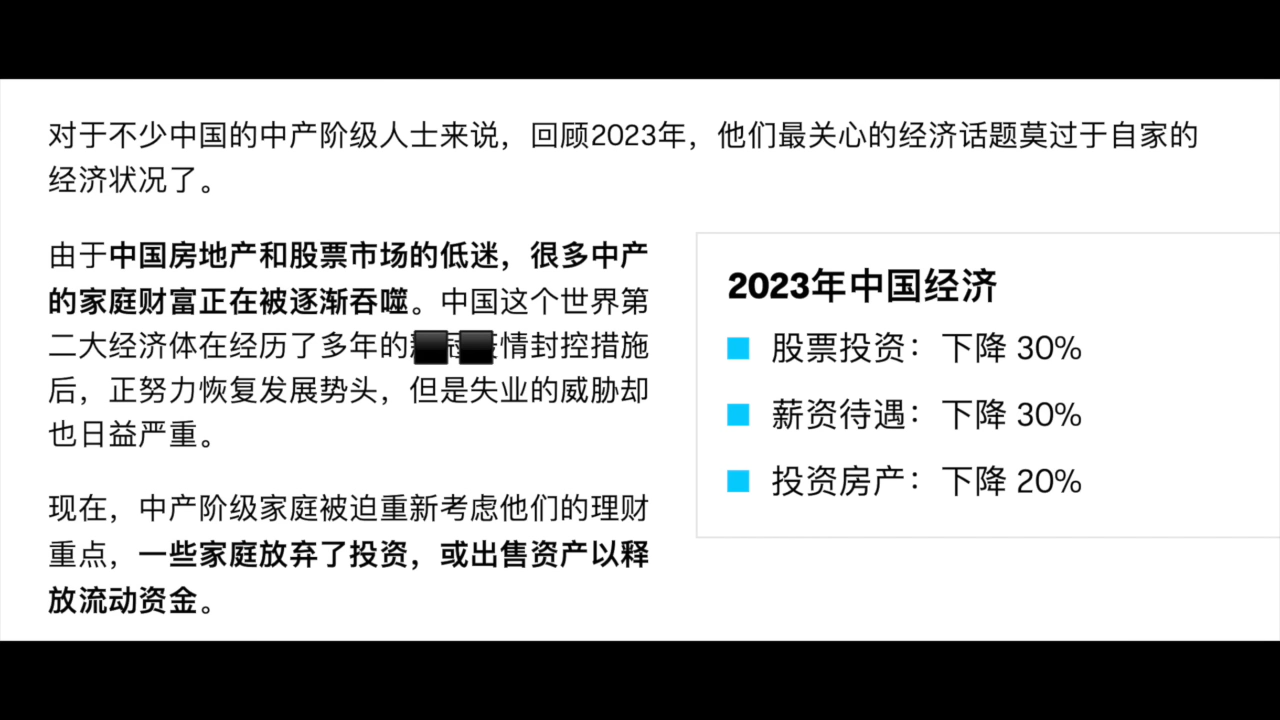 对于不少中国的中产阶级人士来说，回顾2023年，他们最关心的经济话题莫过于自家的
经济状况了。
由于中国房地产和股票市场的低迷，很多中产
的家庭财富正在被逐渐吞噬。中国这个世界第
二大经济体在经历了多年的冠情封控措施
后，正努力恢复发展势头，但是失业的威胁却
也日益严重。
现在，中产阶级家庭被迫重新考虑他们的理财
重点，一些家庭放弃了投资，或出售资产以释
放流动资金。
2023年中国经济
股票投资：下降 30%
薪资待遇：下降 30%
投资房产：下降 20%